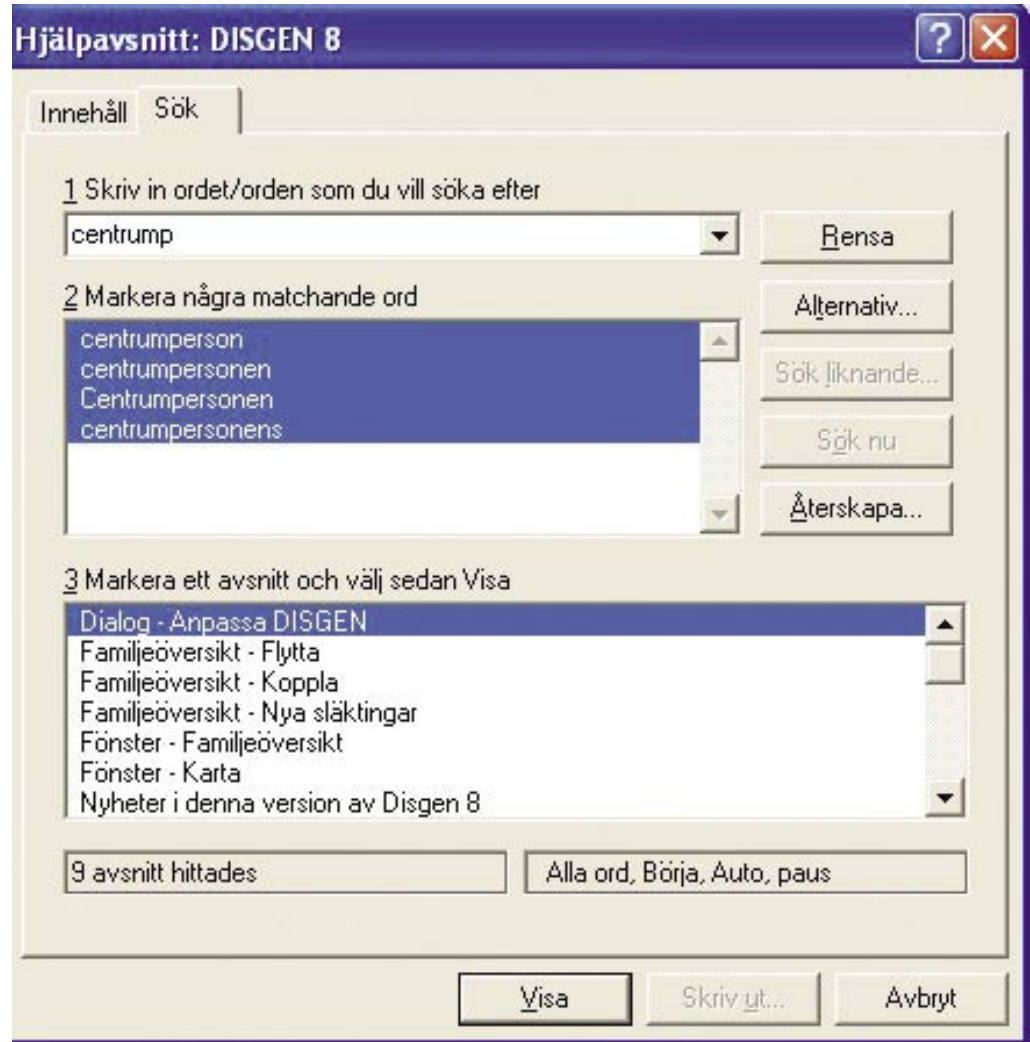 Hjälpavsnitt: DISGEN 8
Innehåll Sök
1 Skriv in ordet/orden som du vill söka efter
centrump
Rensa
2 Markera några matchande ord
Alternativ...
centrumperson
centrumpersonen
Centrumpersonen
centrumpersonens
Sök liknande...
Sök nu
Återskapa...
3 Markera ett avsnitt och välj sedan Visa
Dialog - Anpassa DISGEN
Familjeöversikt - Flytta
Familjeöversikt - Koppla
Familjeöversikt - Nya släktingar
Fönster - Familjeöversikt
Fönster - Karta
Nyheter i denna version av Disgen 8
9 avsnitt hittades
Alla ord, Börja, Auto, paus
Visa
Skriv ut...
Avbryt